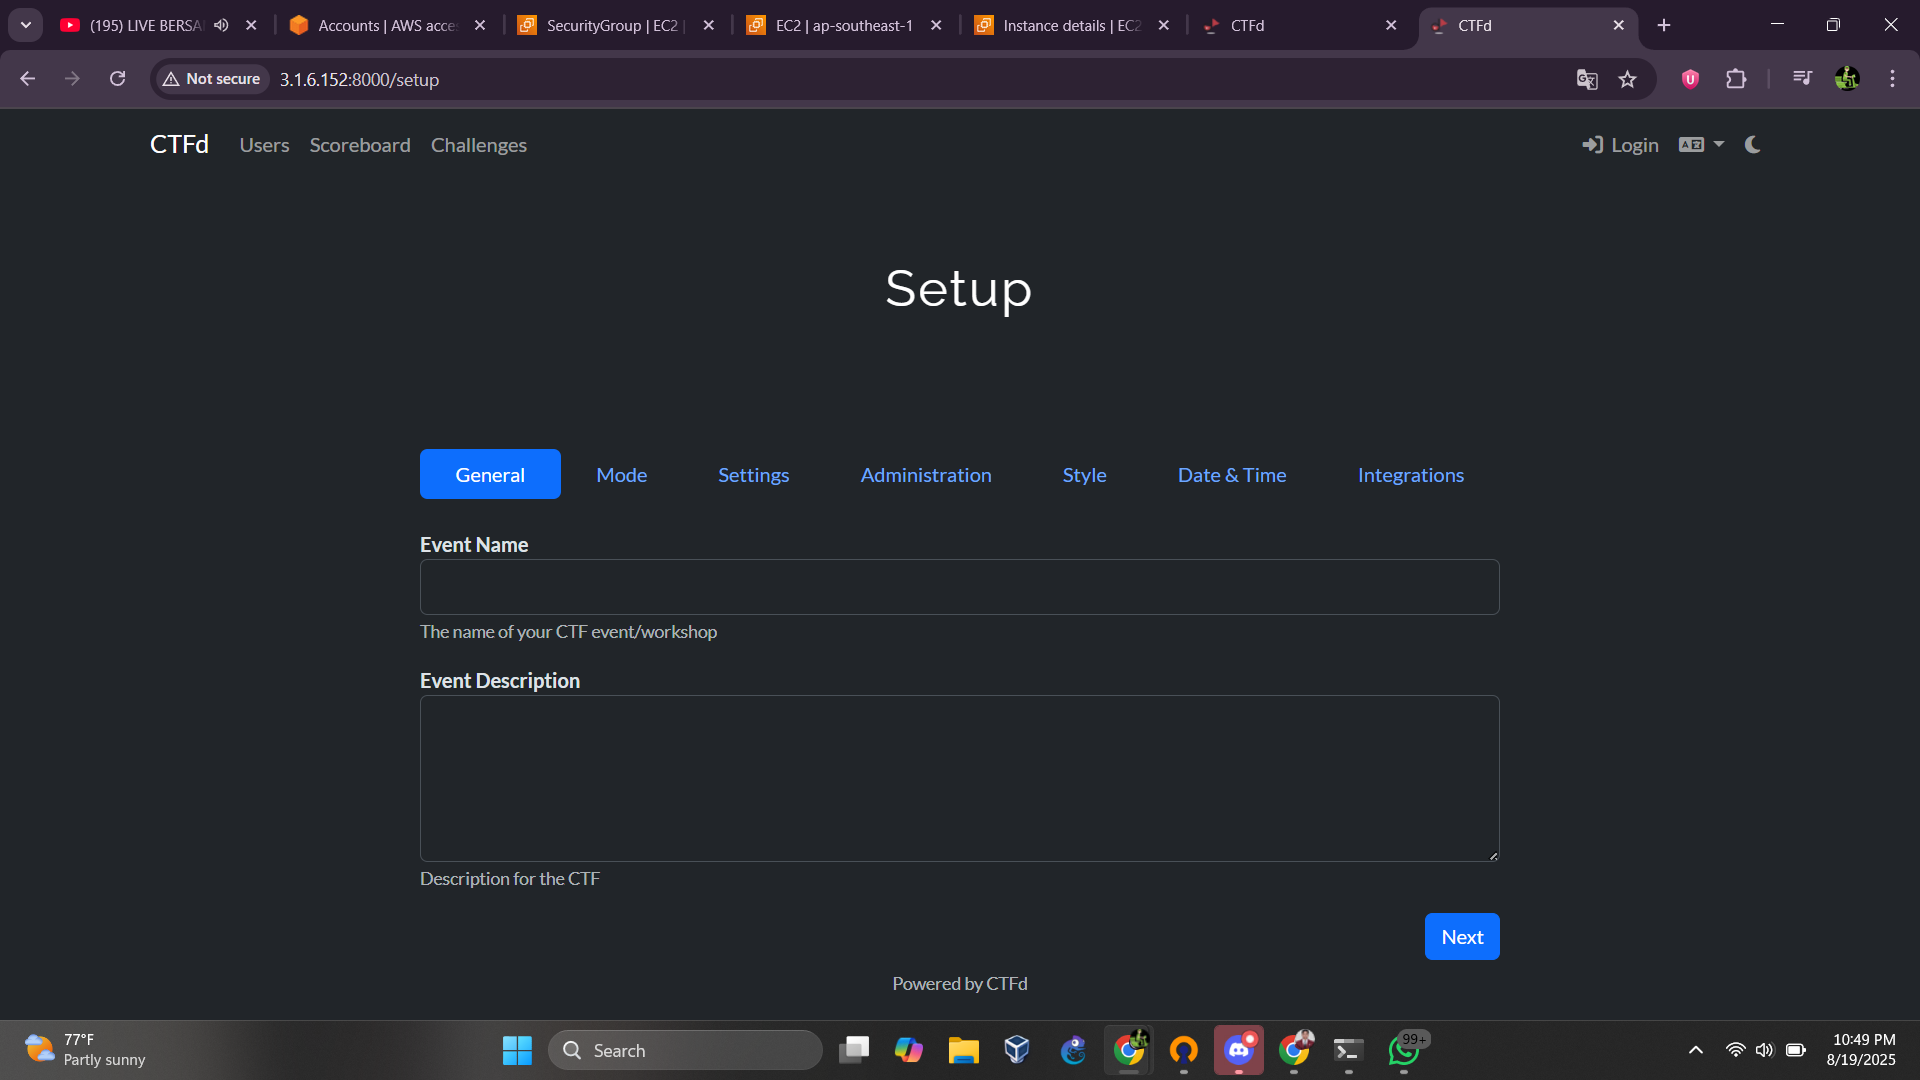 (195) LIVE BERSA
Accounts | AWS acce
SecurityGroup | EC2 |
EC2 | ap-southeast-1
Instance details | EC2
CTFd
CTFd
Not secure
3.1.6.152:8000/setup
CTFd
Users
Scoreboard
Challenges
Login
Setup
General
Mode
Settings
Administration
Style
Date & Time
Integrations
Event Name
The name of your CTF event/workshop
Event Description
Description for the CTF
Next
Powered by CTFd
77°F
Partly sunny
Search
99+
10:49 PM
8/19/2025